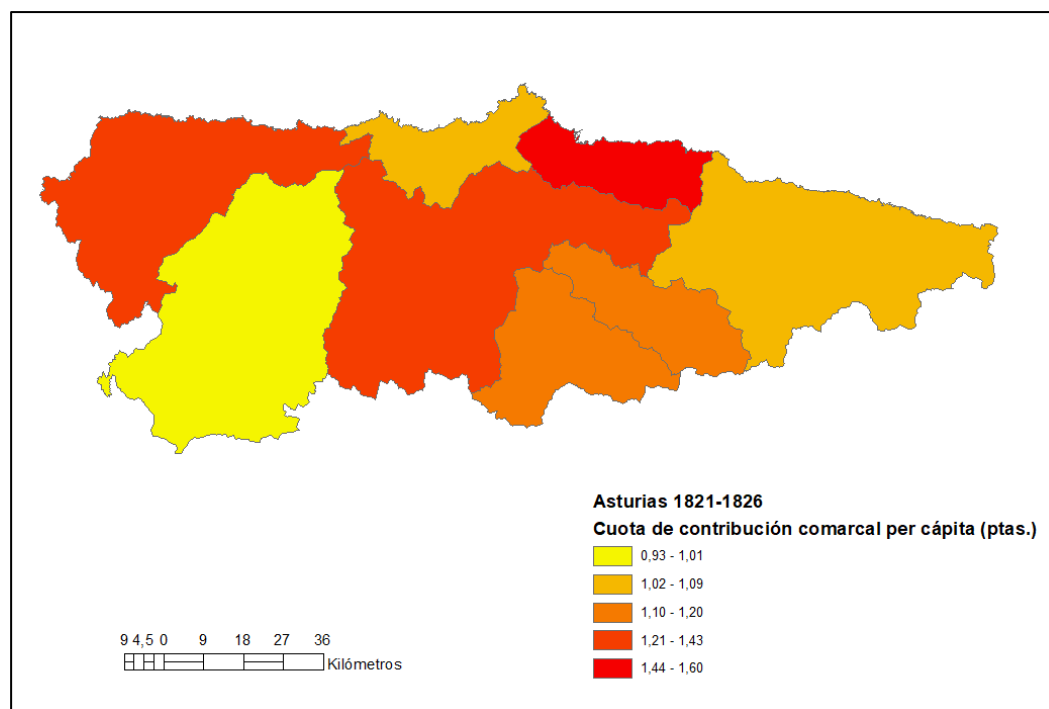 Asturias 1821-1826
Cuota de contribución comarcal per cápita (ptas.)
0,93 - 1,01
1,02 - 1,09
1,10 - 1,20
1,21 - 1,43
1,44 - 1,60
9 4,5 0 9 18 27 36
Kilómetros